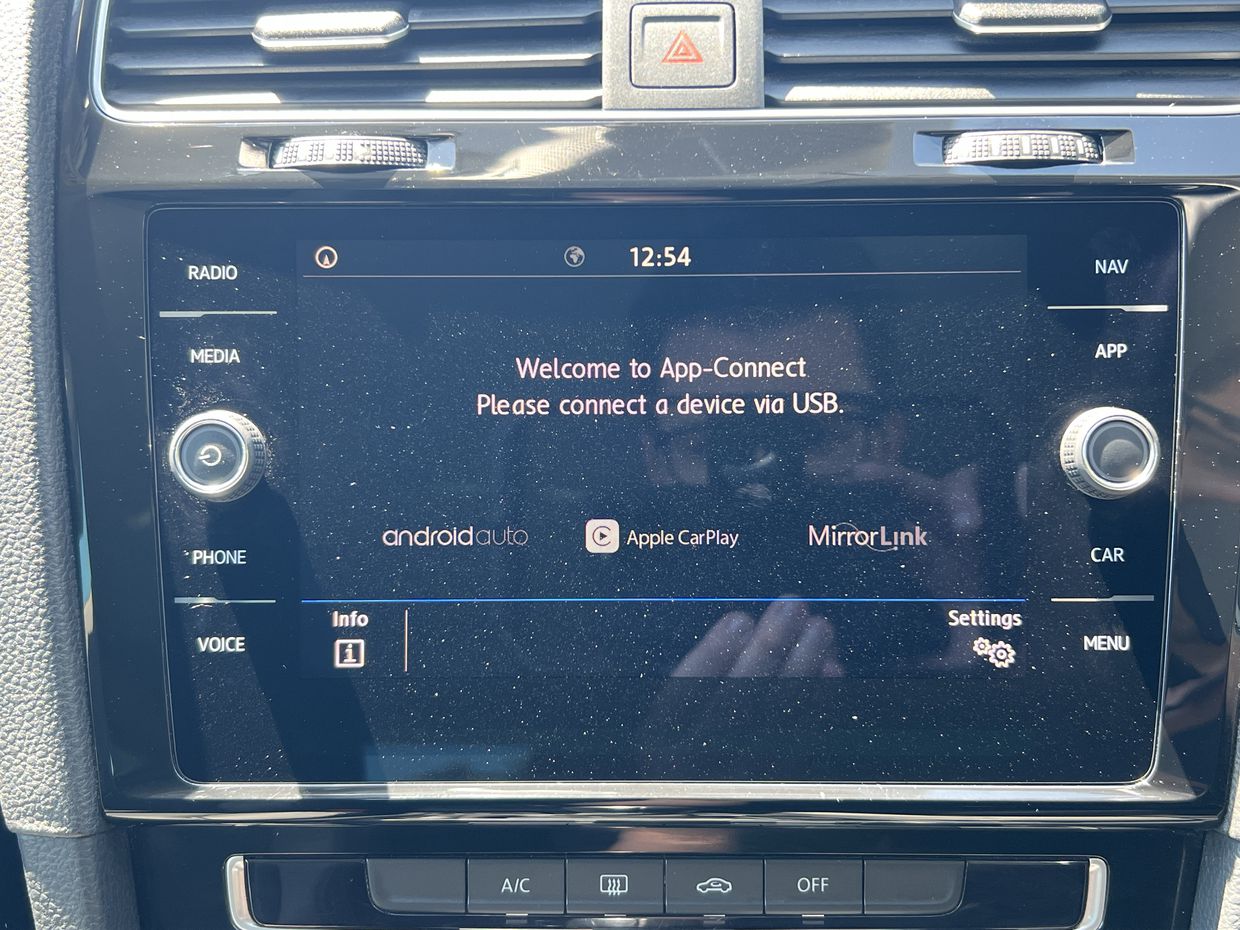 12:54
RADIO
NAV
MEDIA
APP
Welcome to App-Connect
Please connect a device via USB.
androidauto
Apple CarPlay
MirrorLink
PHONE
CAR
Info
Settings
VOICE
MENU
A/C
OFF